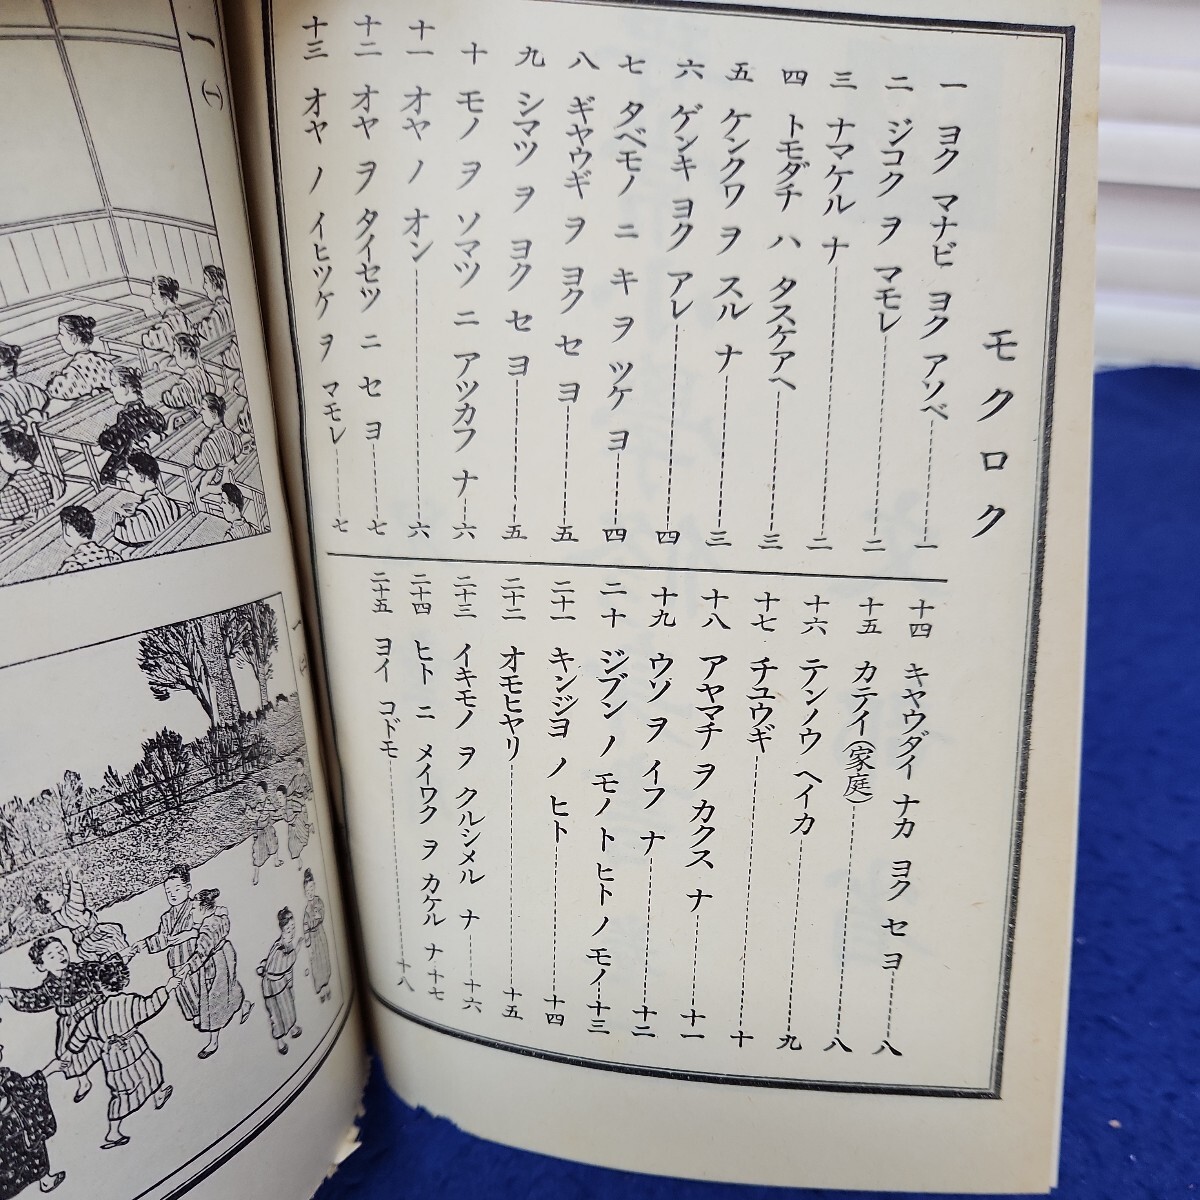 モクロク
一 ヨク マナビ ヨク アソベ 一
二 ジコク ヲ マモレ 二
三 ナマケル ナ 二
四 トモダチ ハ タスケアヘ 三
五 ケンクワ ヲ スル ナ 三
六 ゲンキ ヨク アレ 四
七 タベモノ ニ キ ヲ ツケ ヨ 四
八 ギヤウギ ヲ ヨク セ ヨ 五
九 シマツ ヲ ヨク セ ヨ 五
十 モノ ヲ ソマツ ニ アツカフ ナ 六
十一 オヤ ノ オン 六
十二 オヤ ヲ タイセツ ニ セ ヨ 七
十三 オヤ ノ イヒツケ ヲ マモレ 七
十四 キヤウダイ ナカ ヨク セ ヨ 八
十五 カテイ(家庭) 八
十六 テンノウ ヘイカ 九
十七 チユウギ 十
十八 アヤマチ ヲ カクス ナ 十一
十九 ウソ ヲ イフ ナ 十二
二十 ジブン ノ モノ ト ヒト ノ モノ 十三
二十一 キンジヨ ノ ヒト 十四
二十二 オモヒヤリ 十五
二十三 イキモノ ヲ クルシメル ナ 十六
二十四 ヒト ニ メイワク ヲ カケル ナ 十七
二十五 ヨイ コドモ 十八
一 (一)